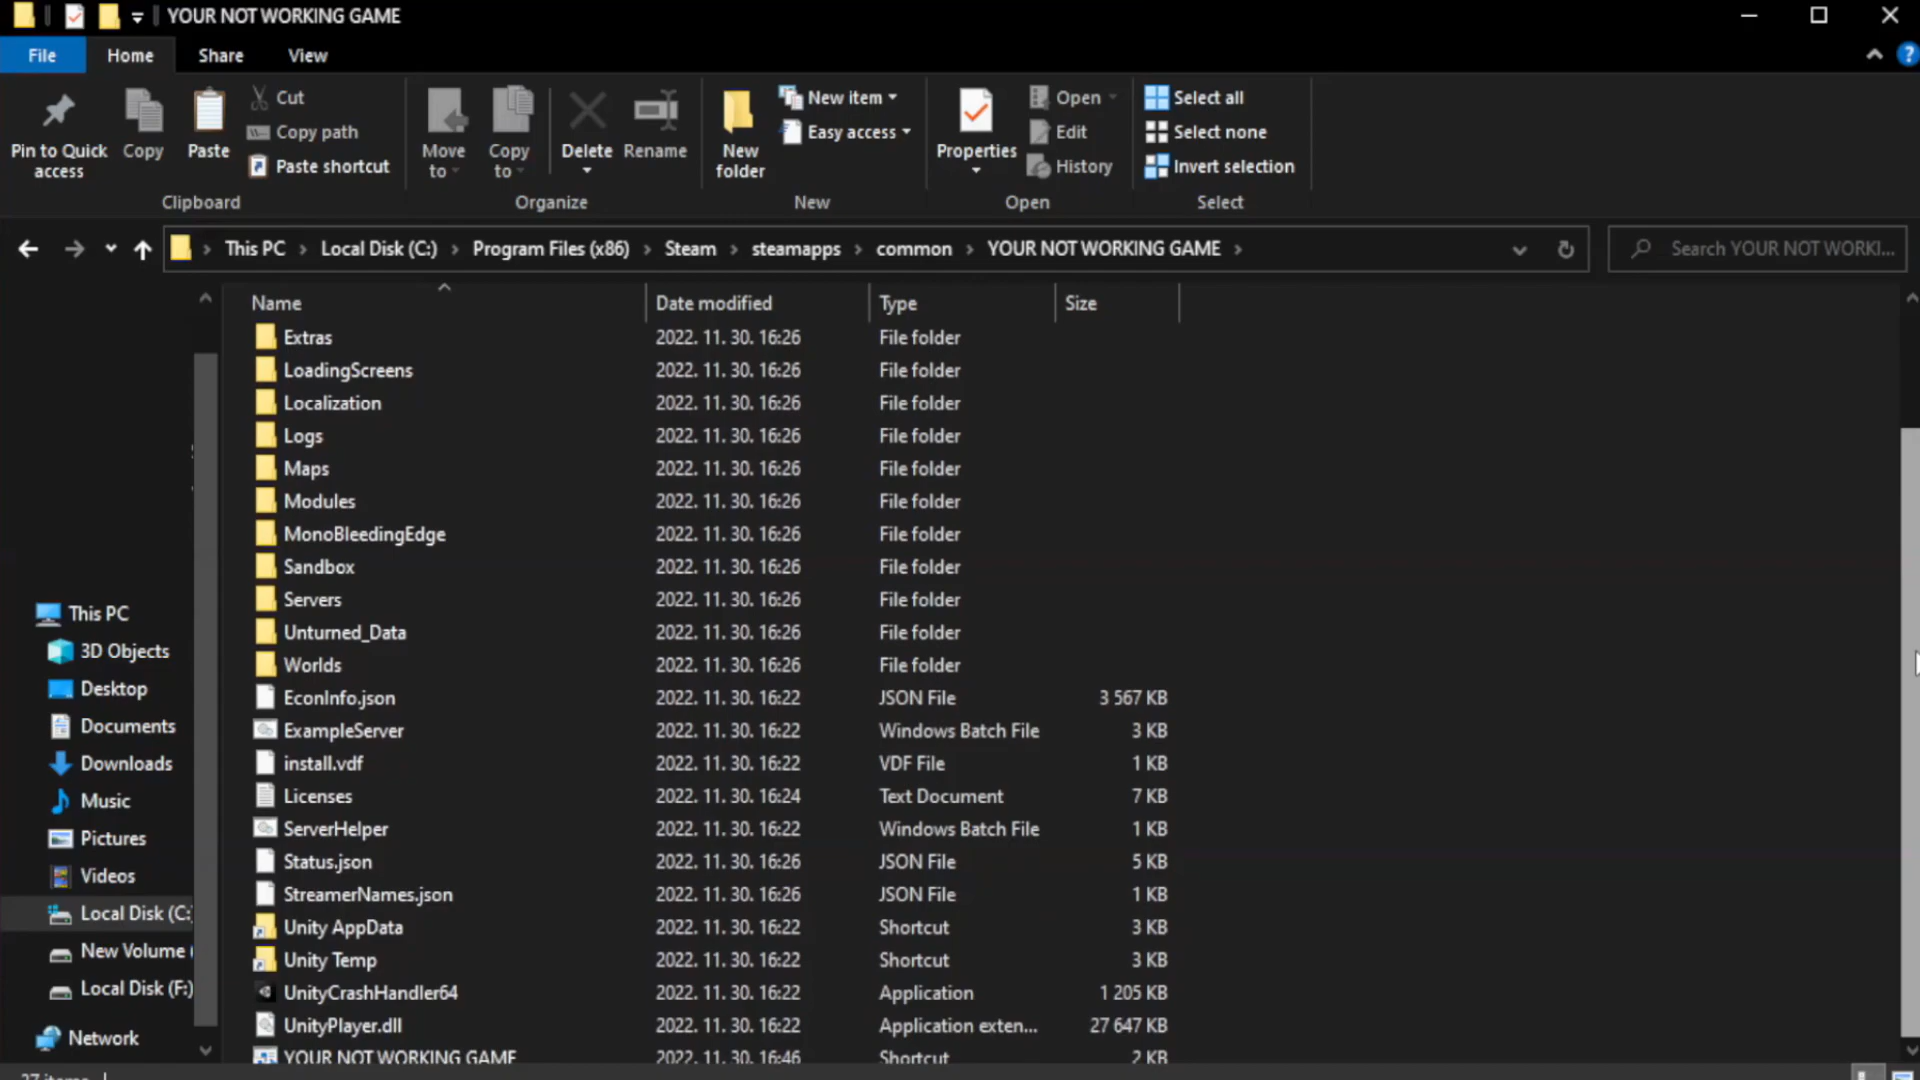 YOUR NOT WORKING GAME
File Home Share View
Pin to Quick access
Copy
Paste
Cut
Copy path
Paste shortcut
Clipboard
Move to
Copy to
Delete
Rename
Organize
New folder
New item
Easy access
New
Properties
Open
Edit
History
Open
Select all
Select none
Invert selection
Select
This PC > Local Disk (C:) > Program Files (x86) > Steam > steamapps > common > YOUR NOT WORKING GAME >
Search YOUR NOT WORKI...
This PC
3D Objects
Desktop
Documents
Downloads
Music
Pictures
Videos
Local Disk (C:
New Volume
Local Disk (F:)
Network
Name Date modified Type Size
Extras 2022. 11. 30. 16:26 File folder
LoadingScreens 2022. 11. 30. 16:26 File folder
Localization 2022. 11. 30. 16:26 File folder
Logs 2022. 11. 30. 16:26 File folder
Maps 2022. 11. 30. 16:26 File folder
Modules 2022. 11. 30. 16:26 File folder
MonoBleedingEdge 2022. 11. 30. 16:26 File folder
Sandbox 2022. 11. 30. 16:26 File folder
Servers 2022. 11. 30. 16:26 File folder
Unturned_Data 2022. 11. 30. 16:26 File folder
Worlds 2022. 11. 30. 16:26 File folder
EconInfo.json 2022. 11. 30. 16:22 JSON File 3 567 KB
ExampleServer 2022. 11. 30. 16:22 Windows Batch File 3 KB
install.vdf 2022. 11. 30. 16:22 VDF File 1 KB
Licenses 2022. 11. 30. 16:24 Text Document 7 KB
ServerHelper 2022. 11. 30. 16:22 Windows Batch File 1 KB
Status.json 2022. 11. 30. 16:26 JSON File 5 KB
StreamerNames.json 2022. 11. 30. 16:26 JSON File 1 KB
Unity AppData 2022. 11. 30. 16:22 Shortcut 3 KB
Unity Temp 2022. 11. 30. 16:22 Shortcut 3 KB
UnityCrashHandler64 2022. 11. 30. 16:22 Application 1 205 KB
UnityPlayer.dll 2022. 11. 30. 16:22 Application exten... 27 647 KB
YOUR NOT WORKING GAME 2022. 11. 30. 16:46 Shortcut 2 KB